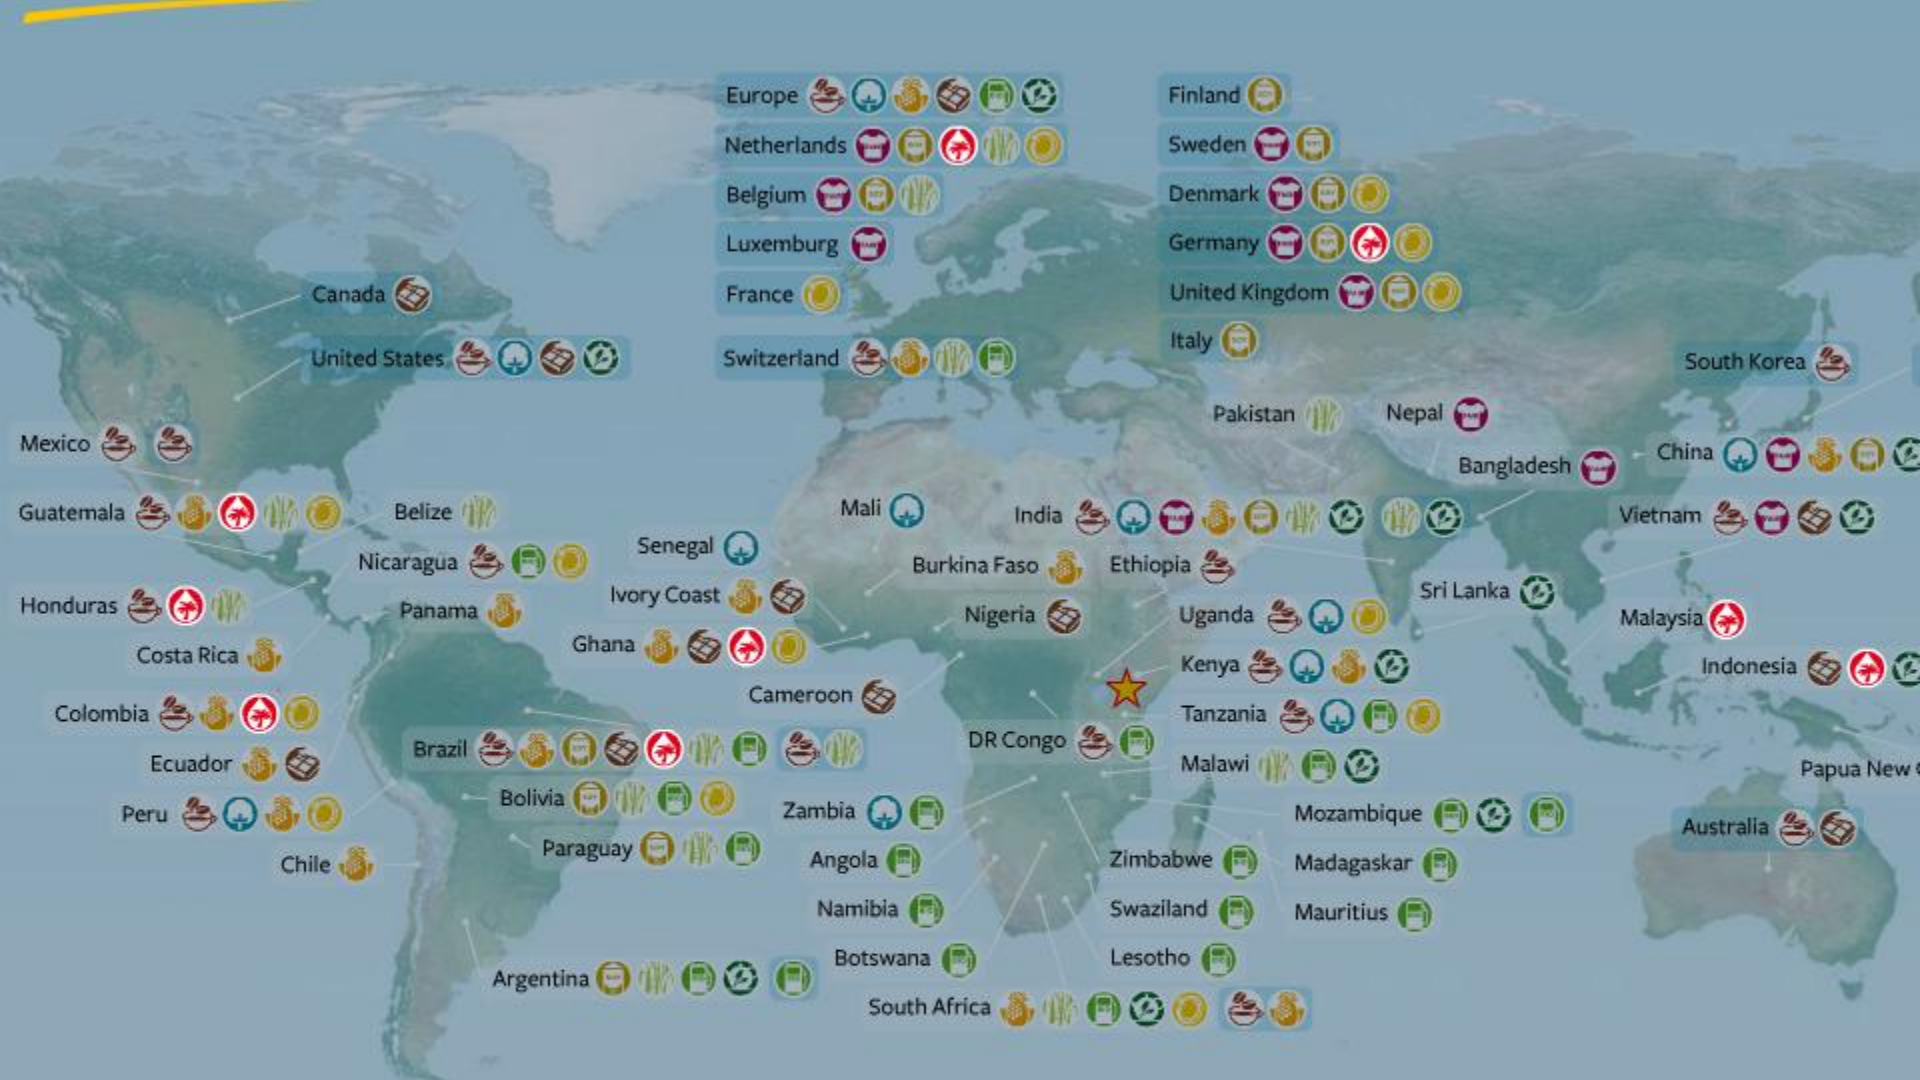 Europe
Finland
Netherlands
Sweden
Belgium
Denmark
Luxemburg
Germany
Canada
France
United Kingdom
Italy
United States
Switzerland
South Korea
Pakistan
Nepal
Mexico
China
Bangladesh
Guatemala
Belize
Mali
India
Vietnam
Senegal
Nicaragua
Burkina Faso
Ethiopia
Sri Lanka
Honduras
Panama
Ivory Coast
Nigeria
Uganda
Malaysia
Costa Rica
Ghana
Kenya
Indonesia
Cameroon
Colombia
Tanzania
Ecuador
Brazil
DR Congo
Malawi
Papua New
Peru
Bolivia
Zambia
Mozambique
Australia
Chile
Paraguay
Angola
Zimbabwe
Madagaskar
Namibia
Swaziland
Mauritius
Botswana
Lesotho
Argentina
South Africa